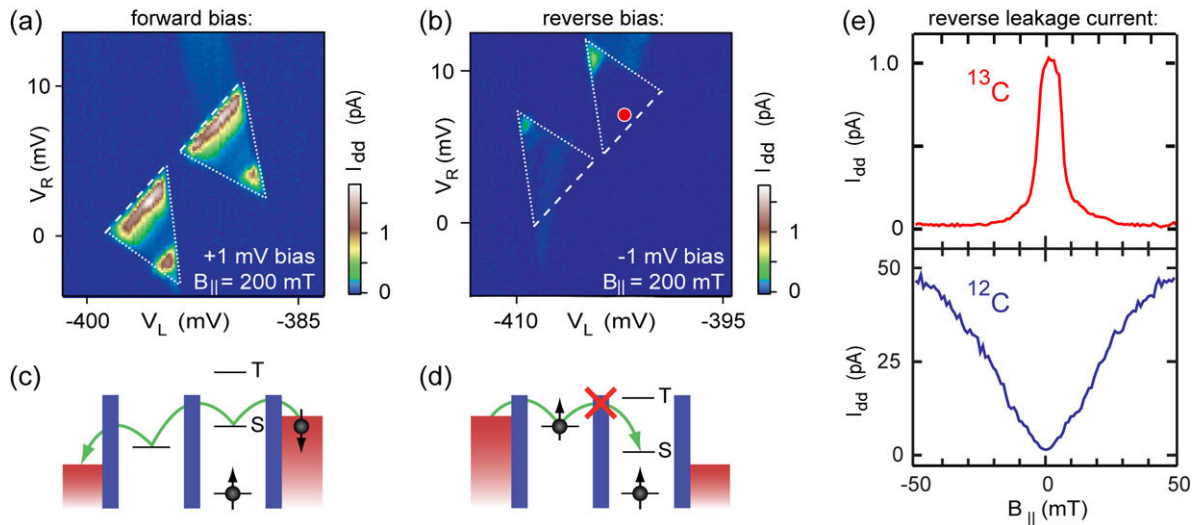 (a) forward bias:
V_R (mV)
10
0
+1 mV bias
B_|| = 200 mT
-400 V_L (mV) -385
I_dd (pA)
1
0
(b) reverse bias:
V_R (mV)
10
0
-1 mV bias
B_|| = 200 mT
-410 V_L (mV) -395
I_dd (pA)
1
0
(c)
T
S
(d)
T
S
(e) reverse leakage current:
I_dd (pA)
1.0
0
13C
I_dd (pA)
50
25
0
12C
-50 0 50
B_|| (mT)